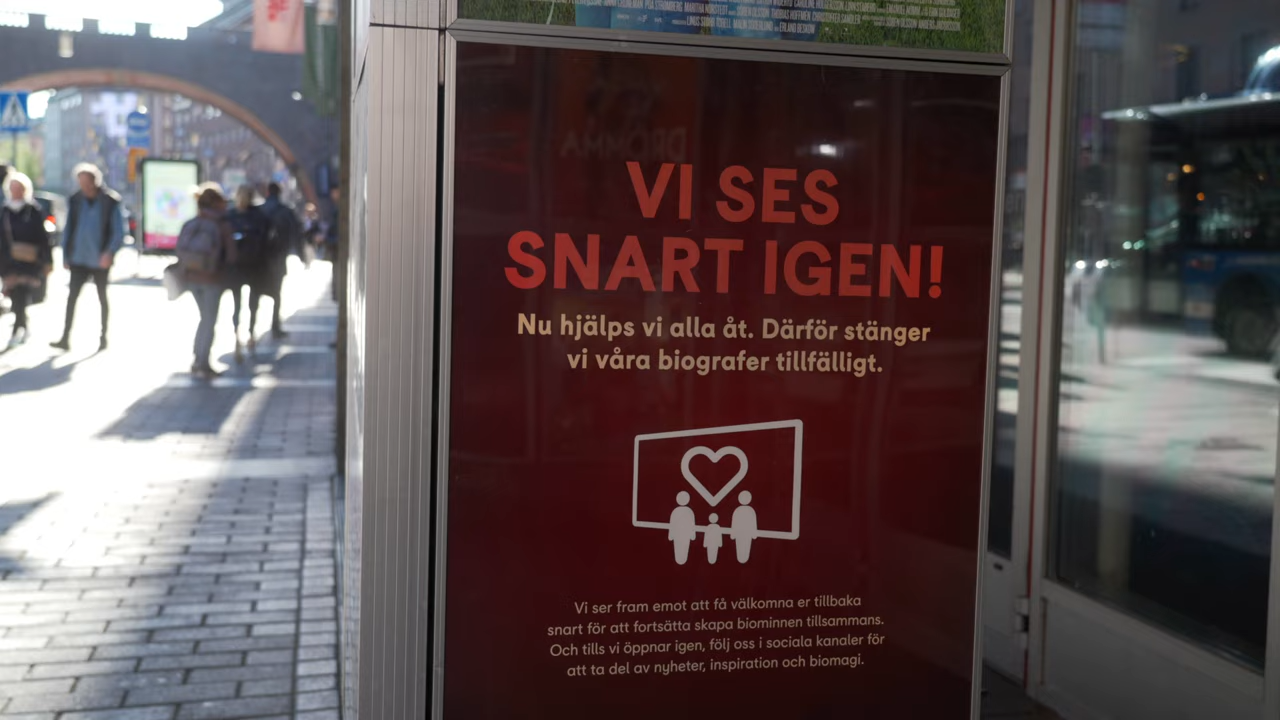 VI SES
SNART IGEN!
Nu hjälps vi alla åt. Därför stänger
vi våra biografer tillfälligt.
Vi ser fram emot att få välkomna er tillbaka
snart för att fortsätta skapa biominnen tillsammans.
Och tills vi öppnar igen, följ oss i sociala kanaler för
att ta del av nyheter, inspiration och biomagi.